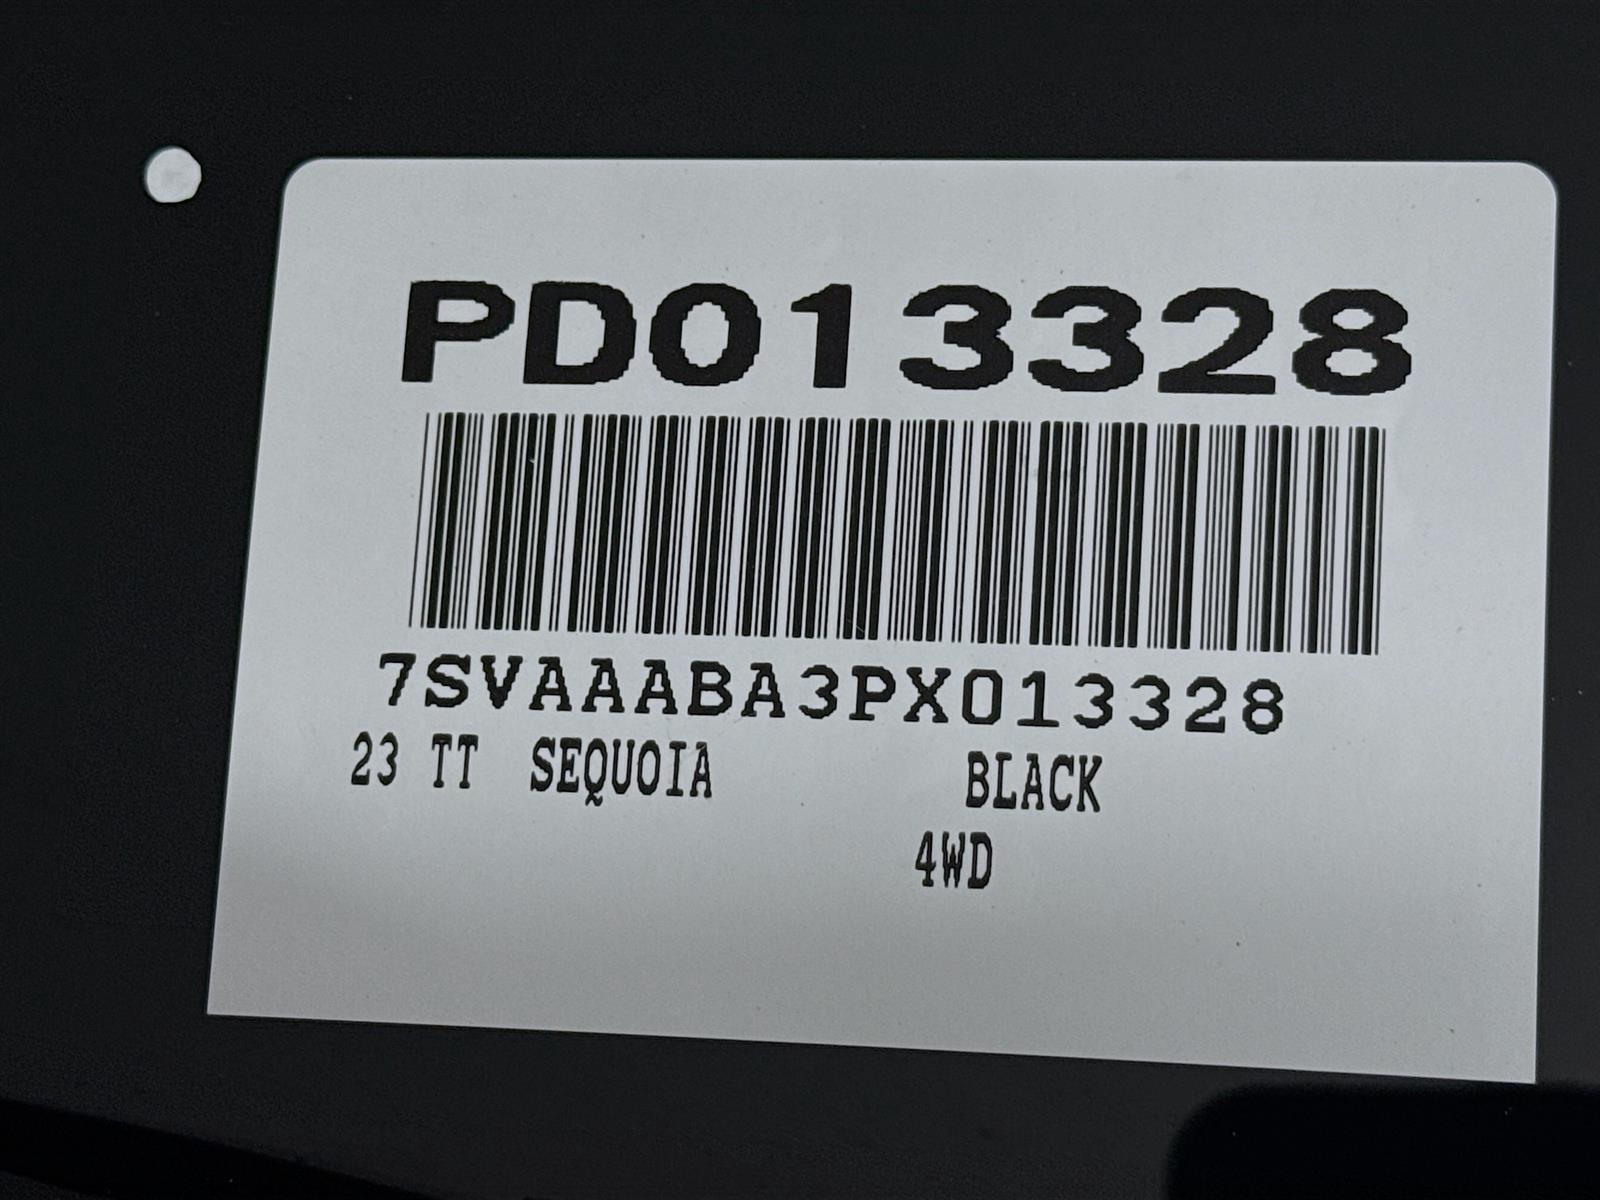 PD013328
7SVAAABA3PX013328
23 TT SEQUOIA BLACK
4WD